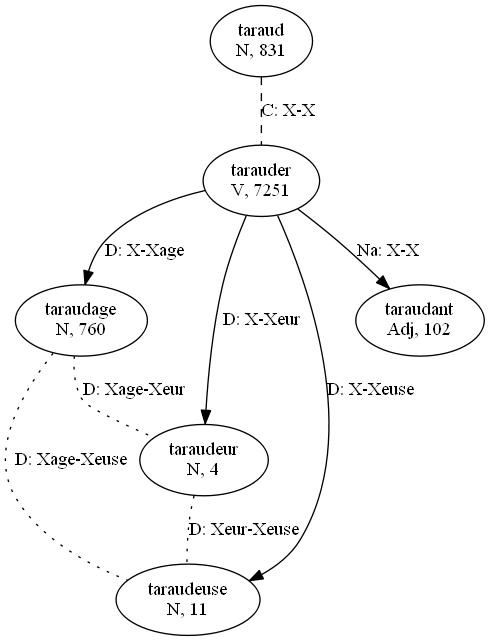 taraud
N, 831
C: X-X
tarauder
V, 7251
D: X-Xage
Na: X-X
taraudage
N, 760
D: X-Xeur
taraudant
Adj, 102
D: Xage-Xeur
D: X-Xeuse
taraudeur
N, 4
D: Xage-Xeuse
D: Xeur-Xeuse
taraudeuse
N, 11